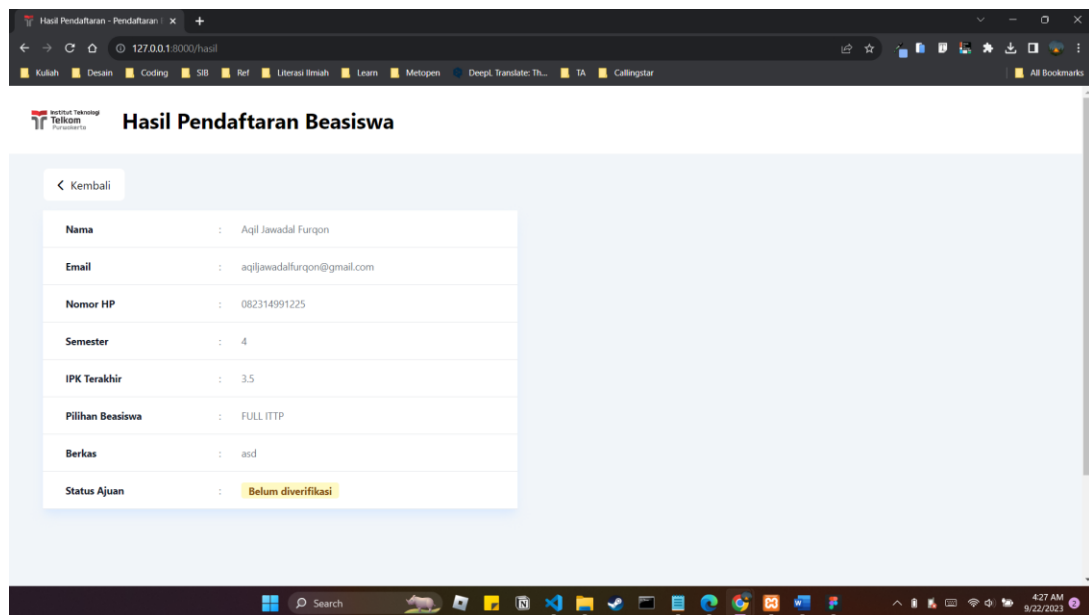 Hasil Pendaftaran - Pendaftaran
127.0.0.1:8000/hasil
Kuliah Desain Coding SIB Ref Literasi Ilmiah Learn Metopen DeepL Translate: Th... TA Callingstar All Bookmarks
Institut Teknologi
Telkom
Purwokerto
Hasil Pendaftaran Beasiswa
Kembali
Nama : Aqil Jawadal Furqon
Email : aqiljawadalfurqon@gmail.com
Nomor HP : 082314991225
Semester : 4
IPK Terakhir : 3.5
Pilihan Beasiswa : FULL ITTP
Berkas : asd
Status Ajuan : Belum diverifikasi
Search
4:27 AM
9/22/2023